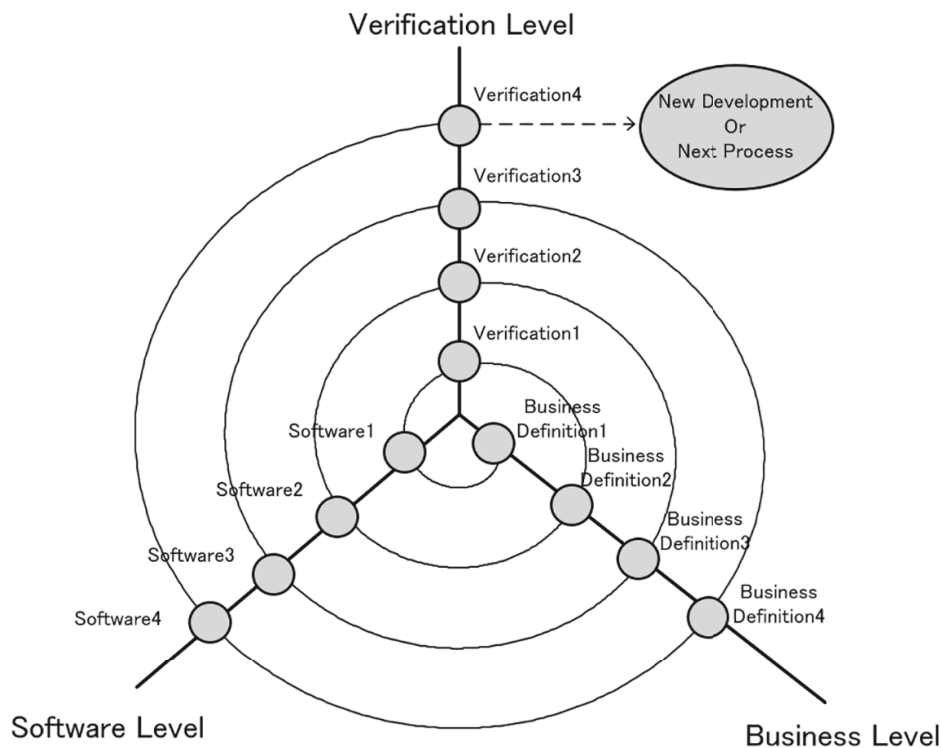 Verification Level
Verification4
New Development
Or
Next Process
Verification3
Verification2
Verification1
Business
Definition1
Software1
Business
Definition2
Software2
Business
Definition3
Software3
Business
Definition4
Software4
Software Level
Business Level